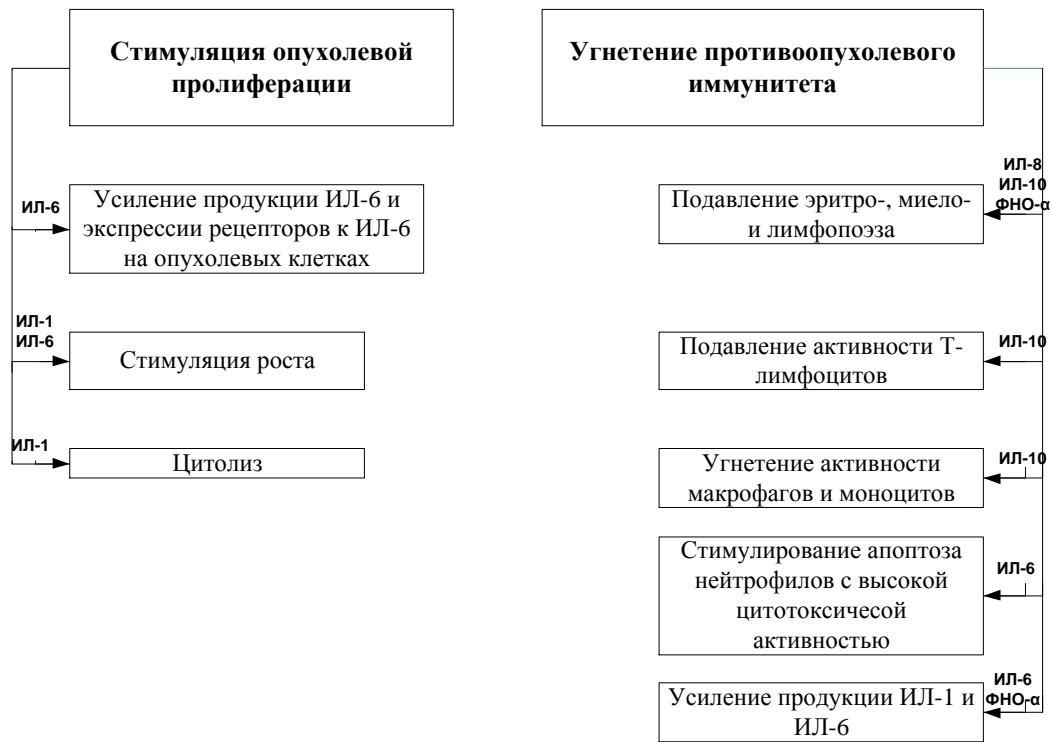 Стимуляция опухолевой
пролиферации
ИЛ-6
Усиление продукции ИЛ-6 и
экспрессии рецепторов к ИЛ-6
на опухолевых клетках
ИЛ-1
ИЛ-6
Стимуляция роста
ИЛ-1
Цитолиз
Угнетение противоопухолевого
иммунитета
ИЛ-8
ИЛ-10
ФНО-α
Подавление эритро-, миело-
и лимфопоэза
ИЛ-10
Подавление активности Т-
лимфоцитов
ИЛ-10
Угнетение активности
макрофагов и моноцитов
ИЛ-6
Стимулирование апоптоза
нейтрофилов с высокой
цитотоксичесой
активностью
ИЛ-6
ФНО-α
Усиление продукции ИЛ-1 и
ИЛ-6